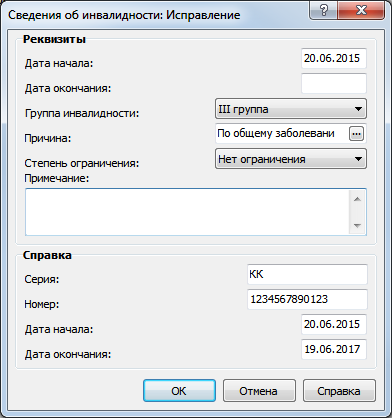 Сведения об инвалидности: Исправление
Реквизиты
Дата начала: 20.06.2015
Дата окончания:
Группа инвалидности: III группа
Причина: По общему заболевани ...
Степень ограничения: Нет ограничения
Примечание:
Справка
Серия: КК
Номер: 1234567890123
Дата начала: 20.06.2015
Дата окончания: 19.06.2017
ОК Отмена Справка